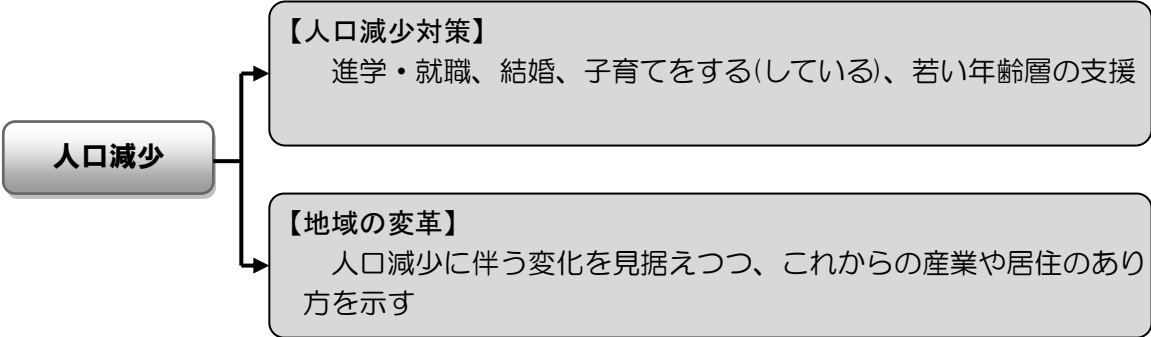 【人口減少対策】
進学・就職、結婚、子育てをする(している)、若い年齢層の支援
人口減少
【地域の変革】
人口減少に伴う変化を見据えつつ、これからの産業や居住のあり
方を示す